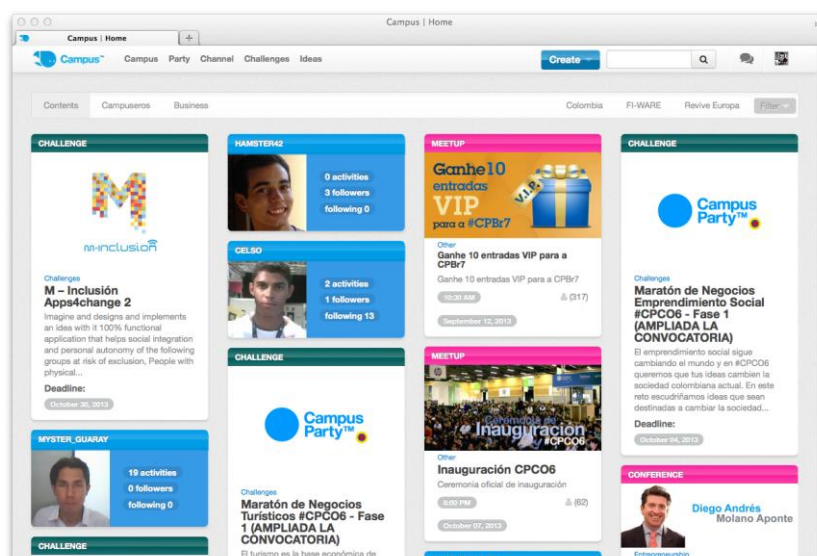 Campus | Home
Campus | Home
Campus™ Campus Party Channel Challenges Ideas Create
Contents Campuseros Business Colombia FI-WARE Revive Europa Filter
CHALLENGE
M-INCLUSION
Challenges
M – Inclusión
Apps4change 2
Imagine and designs and implements
an idea with it 100% functional
application that helps social integration
and personal autonomy of the following
groups at risk of exclusion, People with
physical...
Deadline:
October 30, 2013
MYSTER_GUARAY
19 activities
0 followers
following 0
CHALLENGE
HAMSTER42
0 activities
3 followers
following 0
CELSO
2 activities
1 followers
following 13
CHALLENGE
Campus
Party™
Challenges
Maratón de Negocios
Turísticos #CPCO6 - Fase
1 (AMPLIADA LA
CONVOCATORIA)
El turismo es la base económica de
MEETUP
Ganhe 10
entradas
VIP
para a #CPBr7
V.I.P.
Other
Ganhe 10 entradas VIP para a
CPBr7
Ganhe 10 entradas VIP para a CPBr7
10:30 AM (317)
September 12, 2013
MEETUP
Ceremonia de
Inauguración
#CPCO6
Other
Inauguración CPCO6
Ceremonia oficial de inauguración
8:00 PM (62)
October 07, 2013
CHALLENGE
Campus
Party™
Challenges
Maratón de Negocios
Emprendimiento Social
#CPCO6 - Fase 1
(AMPLIADA LA
CONVOCATORIA)
El emprendimiento social sigue
cambiando el mundo y en #CPCO6
queremos que tus ideas cambien la
sociedad colombiana actual. En este
reto escudriñamos ideas que sean
destinadas a cambiar la sociedad...
Deadline:
October 04, 2013
CONFERENCE
Diego Andrés
Molano Aponte
Entrepreneurship